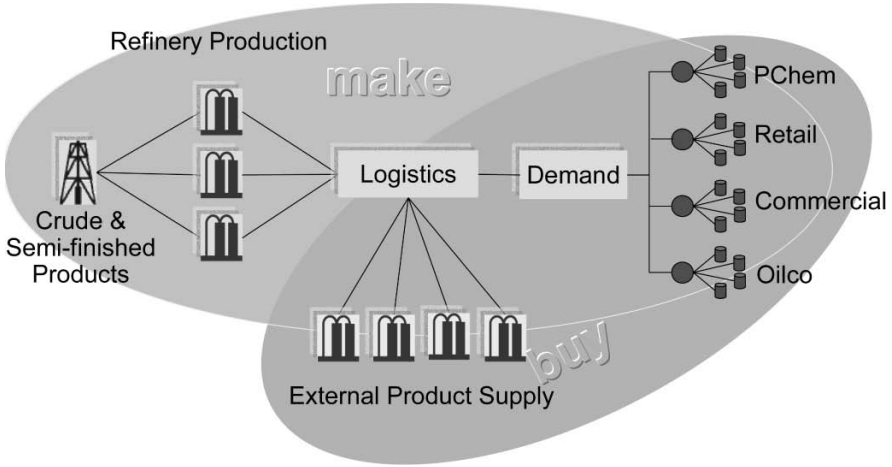 Refinery Production
make
PChem
Retail
Logistics
Demand
Commercial
Crude &
Semi-finished
Products
Oilco
buy
External Product Supply